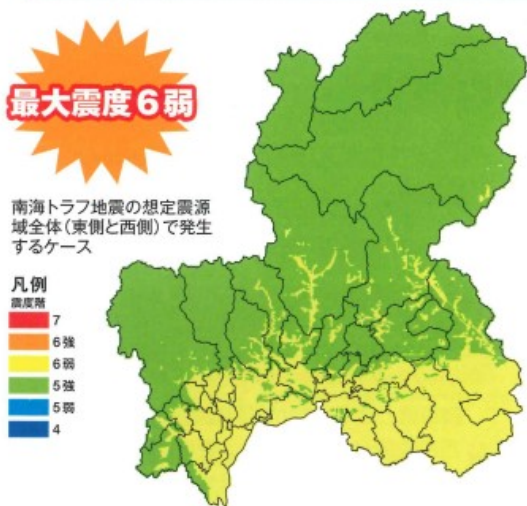 最大震度6弱
南海トラフ地震の想定震源
域全体(東側と西側)で発生
するケース
凡例
震度階
7
6強
6弱
5強
5弱
4